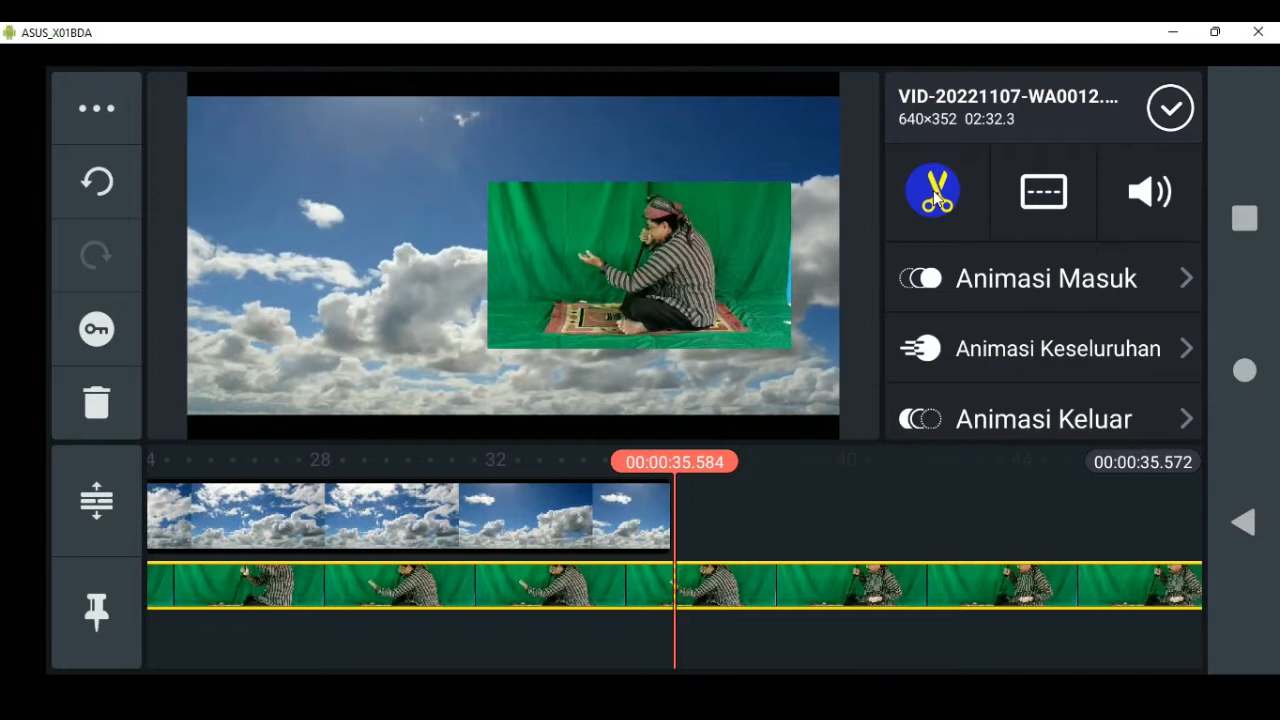 ASUS_X01BDA
VID-20221107-WA0012....
640×352 02:32.3
Animasi Masuk
Animasi Keseluruhan
Animasi Keluar
4 28 32 00:00:35.584 40 44 00:00:35.572